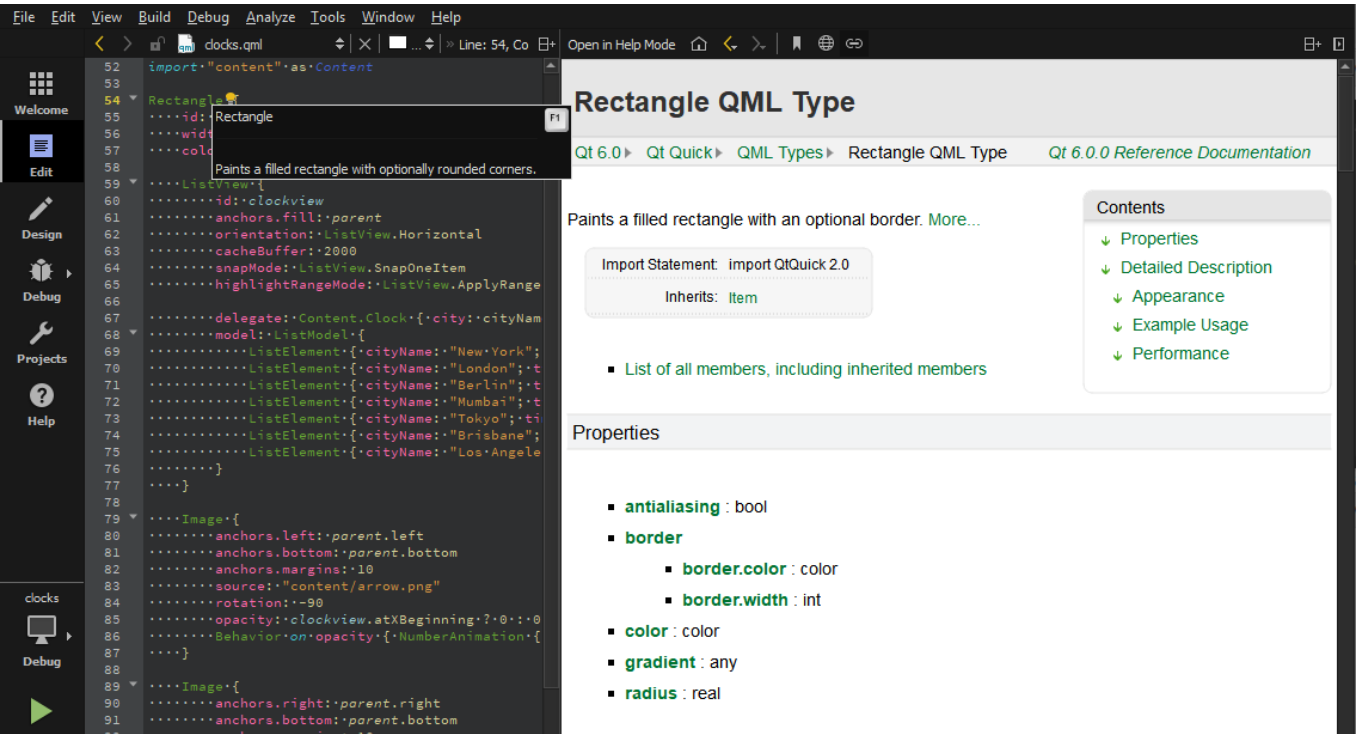 File Edit View Build Debug Analyze Tools Window Help
clocks.qml ... » Line: 54, Co Open in Help Mode
Welcome
Edit
Design
Debug
Projects
Help
clocks
Debug
52 import·"content"·as·Content
53
54 Rectangle
55 ····id:
56 ····widt
57 ····colo
58
59 ····ListView·{
60 ········id:·clockview
61 ········anchors.fill:·parent
62 ········orientation:·ListView.Horizontal
63 ········cacheBuffer:·2000
64 ········snapMode:·ListView.SnapOneItem
65 ········highlightRangeMode:·ListView.ApplyRange
66
67 ········delegate:·Content.Clock·{·city:·cityNam
68 ········model:·ListModel·{
69 ············ListElement·{·cityName:·"New·York";
70 ············ListElement·{·cityName:·"London";·t
71 ············ListElement·{·cityName:·"Berlin";·t
72 ············ListElement·{·cityName:·"Mumbai";·t
73 ············ListElement·{·cityName:·"Tokyo";·ti
74 ············ListElement·{·cityName:·"Brisbane";
75 ············ListElement·{·cityName:·"Los·Angele
76 ········}
77 ····}
78
79 ····Image·{
80 ········anchors.left:·parent.left
81 ········anchors.bottom:·parent.bottom
82 ········anchors.margins:·10
83 ········source:·"content/arrow.png"
84 ········rotation:·-90
85 ········opacity:·clockview.atXBeginning·?·0·:·0
86 ········Behavior·on·opacity·{·NumberAnimation·{
87 ····}
88
89 ····Image·{
90 ········anchors.right:·parent.right
91 ········anchors.bottom:·parent.bottom
Rectangle F1
Paints a filled rectangle with optionally rounded corners.
Rectangle QML Type
Qt 6.0 Qt Quick QML Types Rectangle QML Type Qt 6.0.0 Reference Documentation
Paints a filled rectangle with an optional border. More...
Import Statement: import QtQuick 2.0
Inherits: Item
List of all members, including inherited members
Contents
Properties
Detailed Description
Appearance
Example Usage
Performance
Properties
antialiasing : bool
border
border.color : color
border.width : int
color : color
gradient : any
radius : real